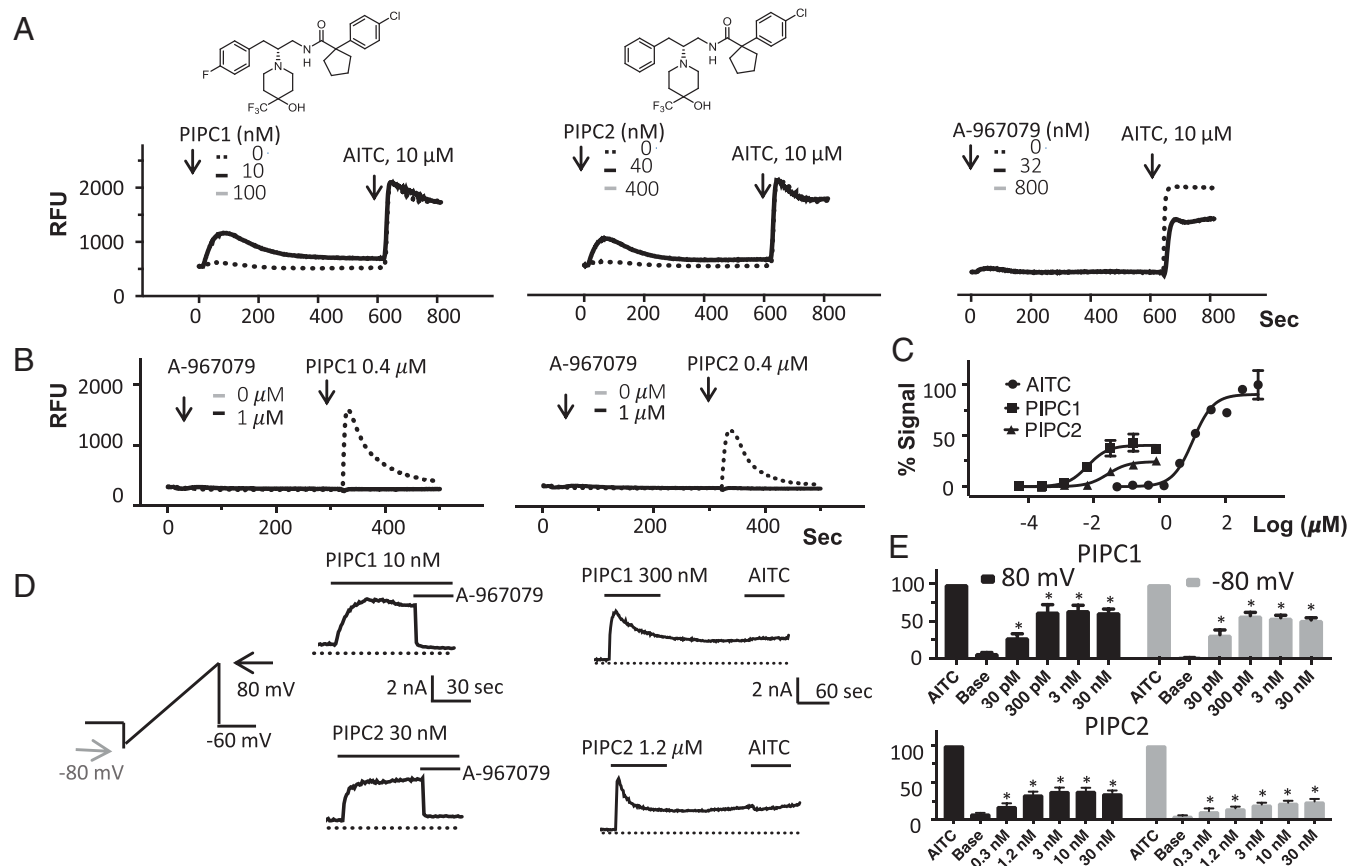 A
Cl
O
N
H
F
N
F₃C
OH
Cl
O
N
H
N
F₃C
OH
PIPC1 (nM)
0
10
100
AITC, 10 µM
PIPC2 (nM)
0
40
400
AITC, 10 µM
A-967079 (nM)
0
32
800
AITC, 10 µM
RFU
2000
1000
0
0 200 400 600 800
0 200 400 600 800
0 200 400 600 800 Sec
B
RFU
2000
1000
0
A-967079
0 µM
1 µM
PIPC1 0.4 µM
A-967079
0 µM
1 µM
PIPC2 0.4 µM
0 200 400
0 200 400 Sec
C
% Signal
100
50
0
AITC
PIPC1
PIPC2
-4 -2 0 2 Log (µM)
D
80 mV
-60 mV
-80 mV
PIPC1 10 nM
A-967079
2 nA 30 sec
PIPC2 30 nM
A-967079
PIPC1 300 nM AITC
2 nA 60 sec
PIPC2 1.2 µM AITC
E
PIPC1
80 mV -80 mV
100
50
0
* * * * * * * *
AITC Base 30 pM 300 pM 3 nM 30 nM AITC Base 30 pM 300 pM 3 nM 30 nM
PIPC2
100
50
0
* * * * * * * * * *
AITC Base 0.3 nM 1.2 nM 3 nM 10 nM 30 nM AITC Base 0.3 nM 1.2 nM 3 nM 10 nM 30 nM